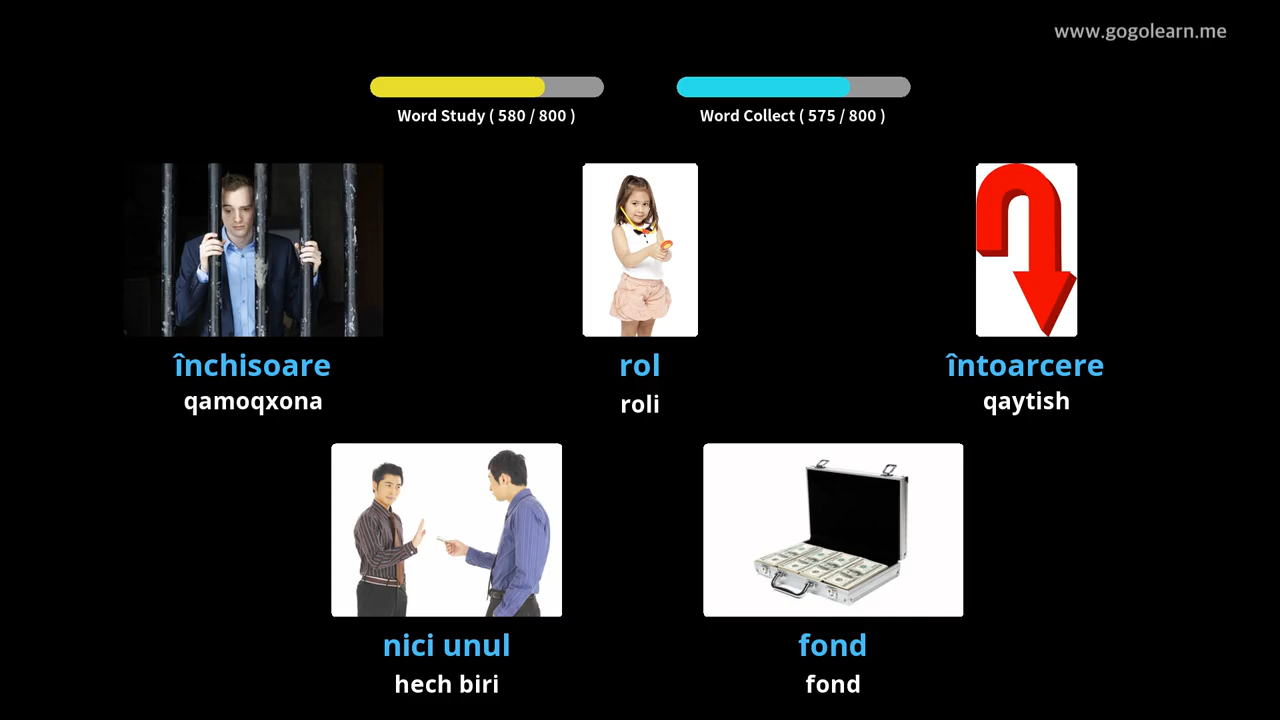 www.gogolearn.me
Word Study ( 580 / 800 )
Word Collect ( 575 / 800 )
închisoare
qamoqxona
rol
roli
întoarcere
qaytish
nici unul
hech biri
fond
fond